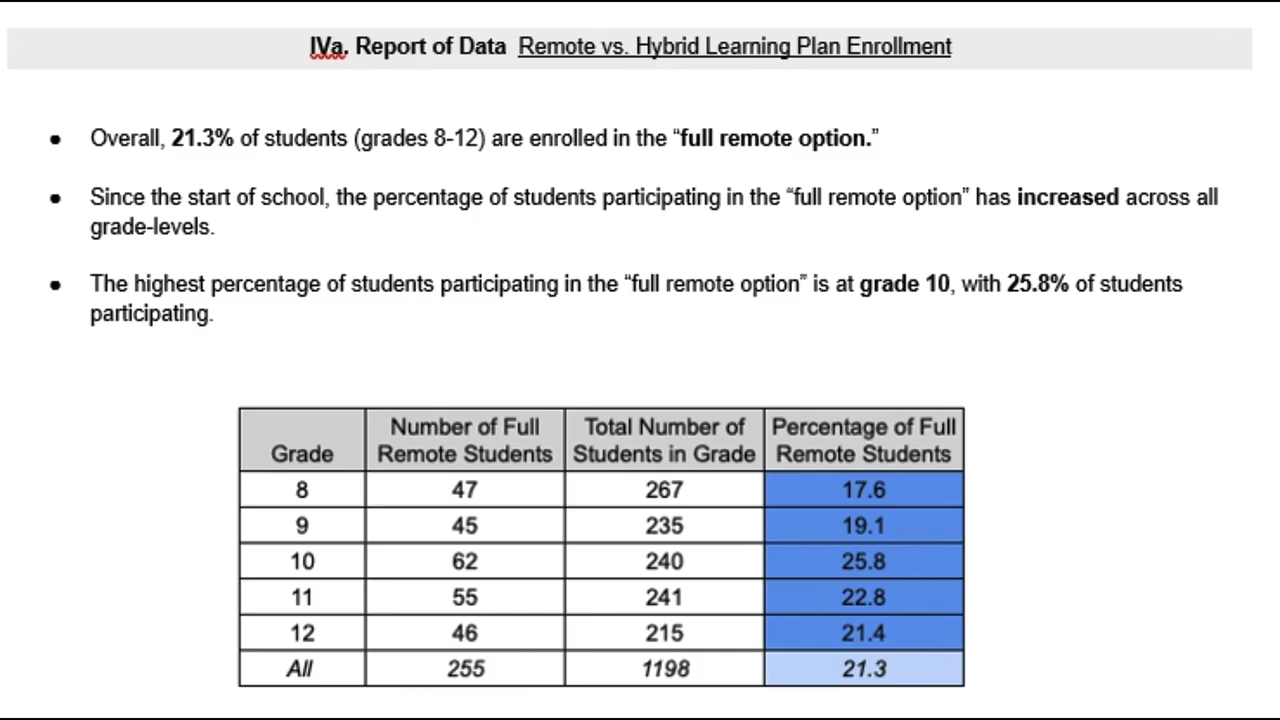 IVa. Report of Data Remote vs. Hybrid Learning Plan Enrollment
• Overall, 21.3% of students (grades 8-12) are enrolled in the “full remote option.”
• Since the start of school, the percentage of students participating in the “full remote option” has increased across all
grade-levels.
• The highest percentage of students participating in the “full remote option” is at grade 10, with 25.8% of students
participating.
Grade Number of Full Remote Students Total Number of Students in Grade Percentage of Full Remote Students
8 47 267 17.6
9 45 235 19.1
10 62 240 25.8
11 55 241 22.8
12 46 215 21.4
All 255 1198 21.3